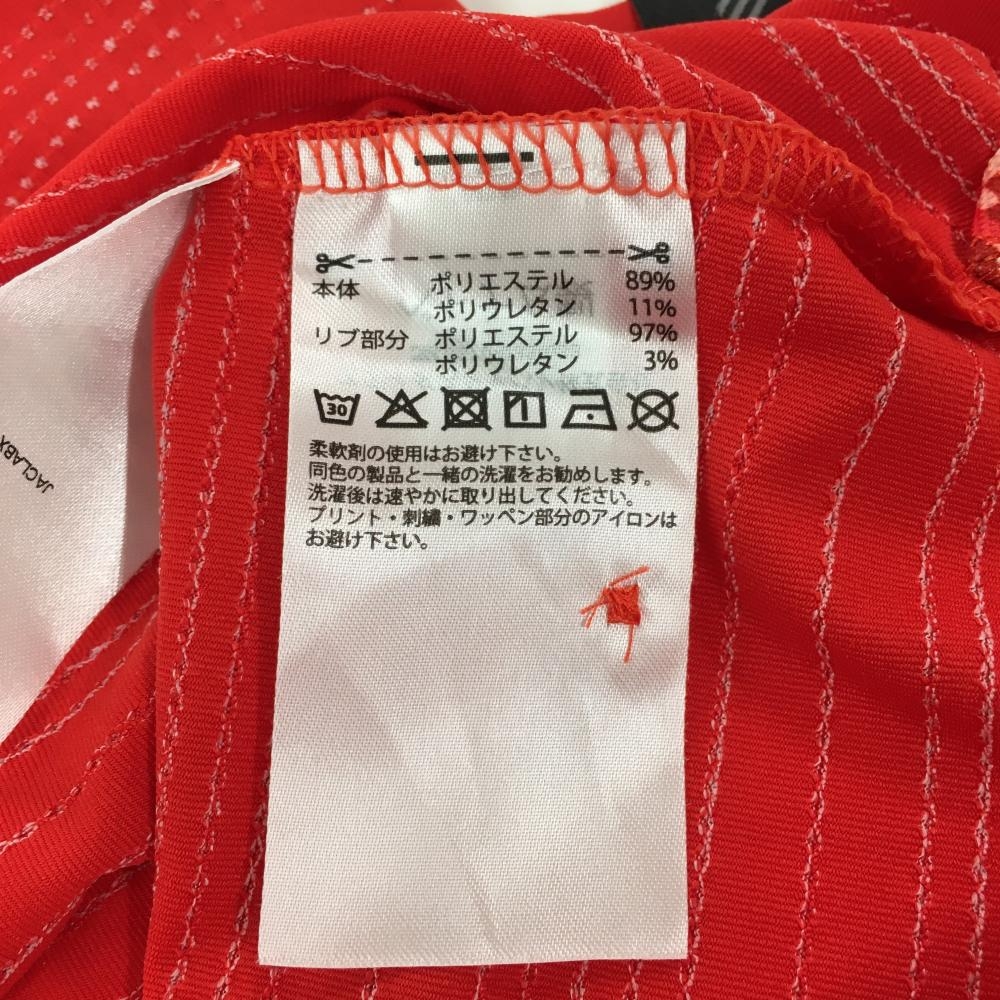 本体 ポリエステル 89%
ポリウレタン 11%
リブ部分 ポリエステル 97%
ポリウレタン 3%
30
柔軟剤の使用はお避け下さい。
同色の製品と一緒の洗濯をお勧めします。
洗濯後は速やかに取り出してください。
プリント・刺繍・ワッペン部分のアイロンは
お避け下さい。
JACLABX